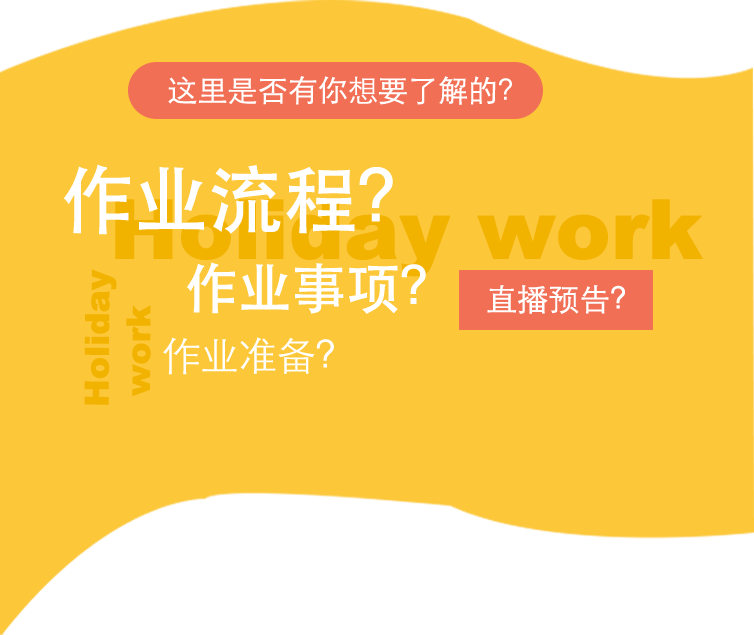 这里是否有你想要了解的?
作业流程?
Holiday work
作业事项?
直播预告?
作业准备?
Holiday
work